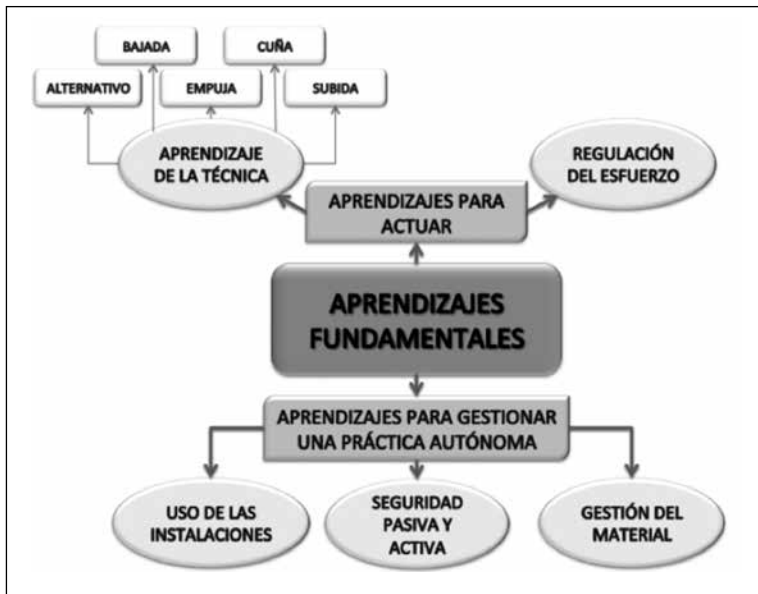 BAJADA
CUÑA
ALTERNATIVO
EMPUJA
SUBIDA
APRENDIZAJE
DE LA TÉCNICA
REGULACIÓN
DEL ESFUERZO
APRENDIZAJES PARA
ACTUAR
APRENDIZAJES
FUNDAMENTALES
APRENDIZAJES PARA GESTIONAR
UNA PRÁCTICA AUTÓNOMA
USO DE LAS
INSTALACIONES
SEGURIDAD
PASIVA Y
ACTIVA
GESTIÓN DEL
MATERIAL